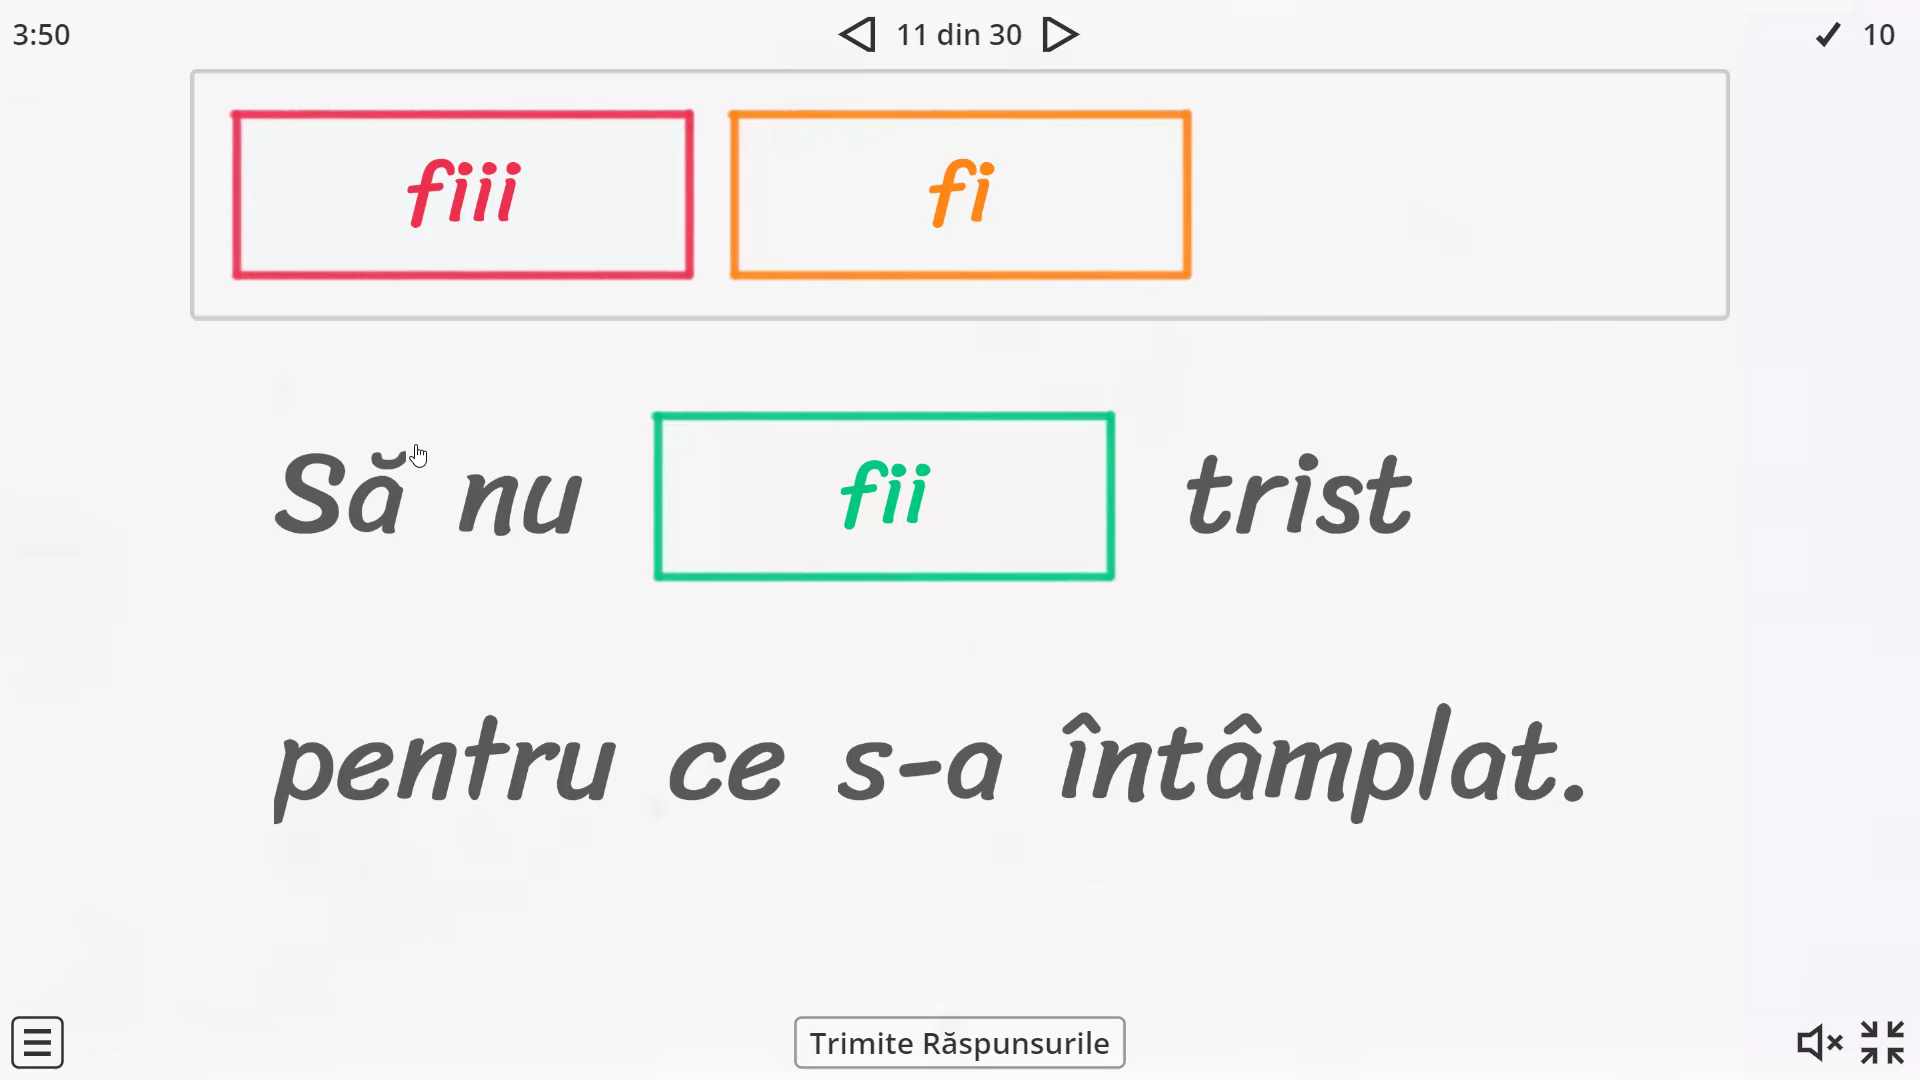 3:50
11 din 30
10
fiii
fi
Să nu fii trist
pentru ce s-a întâmplat.
Trimite Răspunsurile